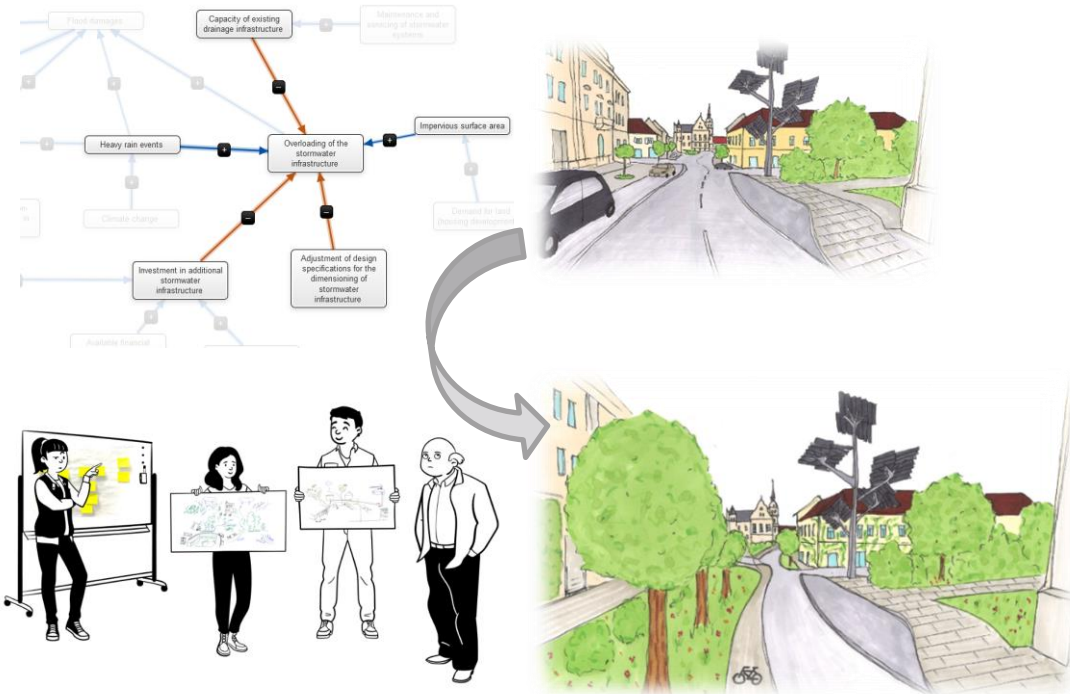 Flood damages
Capacity of existing
drainage infrastructure
+
Maintenance and
servicing of stormwater
systems
+
+
−
Impervious surface area
+
Heavy rain events
+
Overloading of the
stormwater
infrastructure
+
+
Climate change
−
−
Demand for land
(housing development)
Investment in additional
stormwater
infrastructure
Adjustment of design
specifications for the
dimensioning of
stormwater
infrastructure
+
+
Available financial